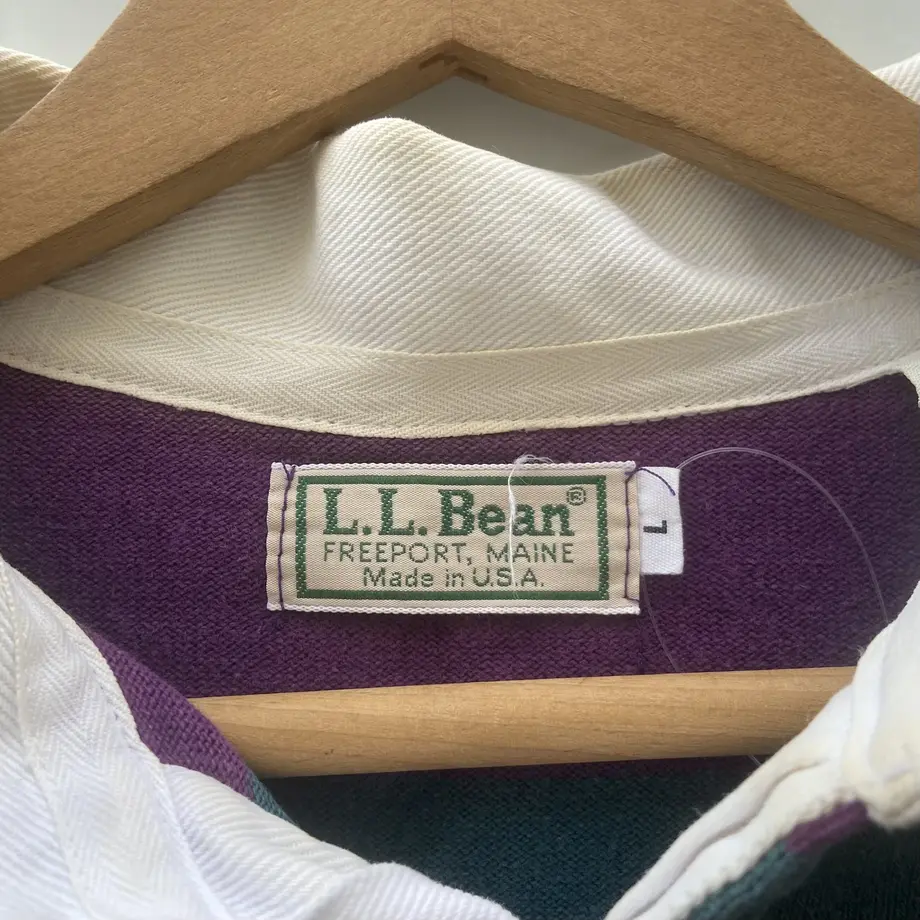 L.L.Bean®
FREEPORT, MAINE
Made in U.S.A.
L